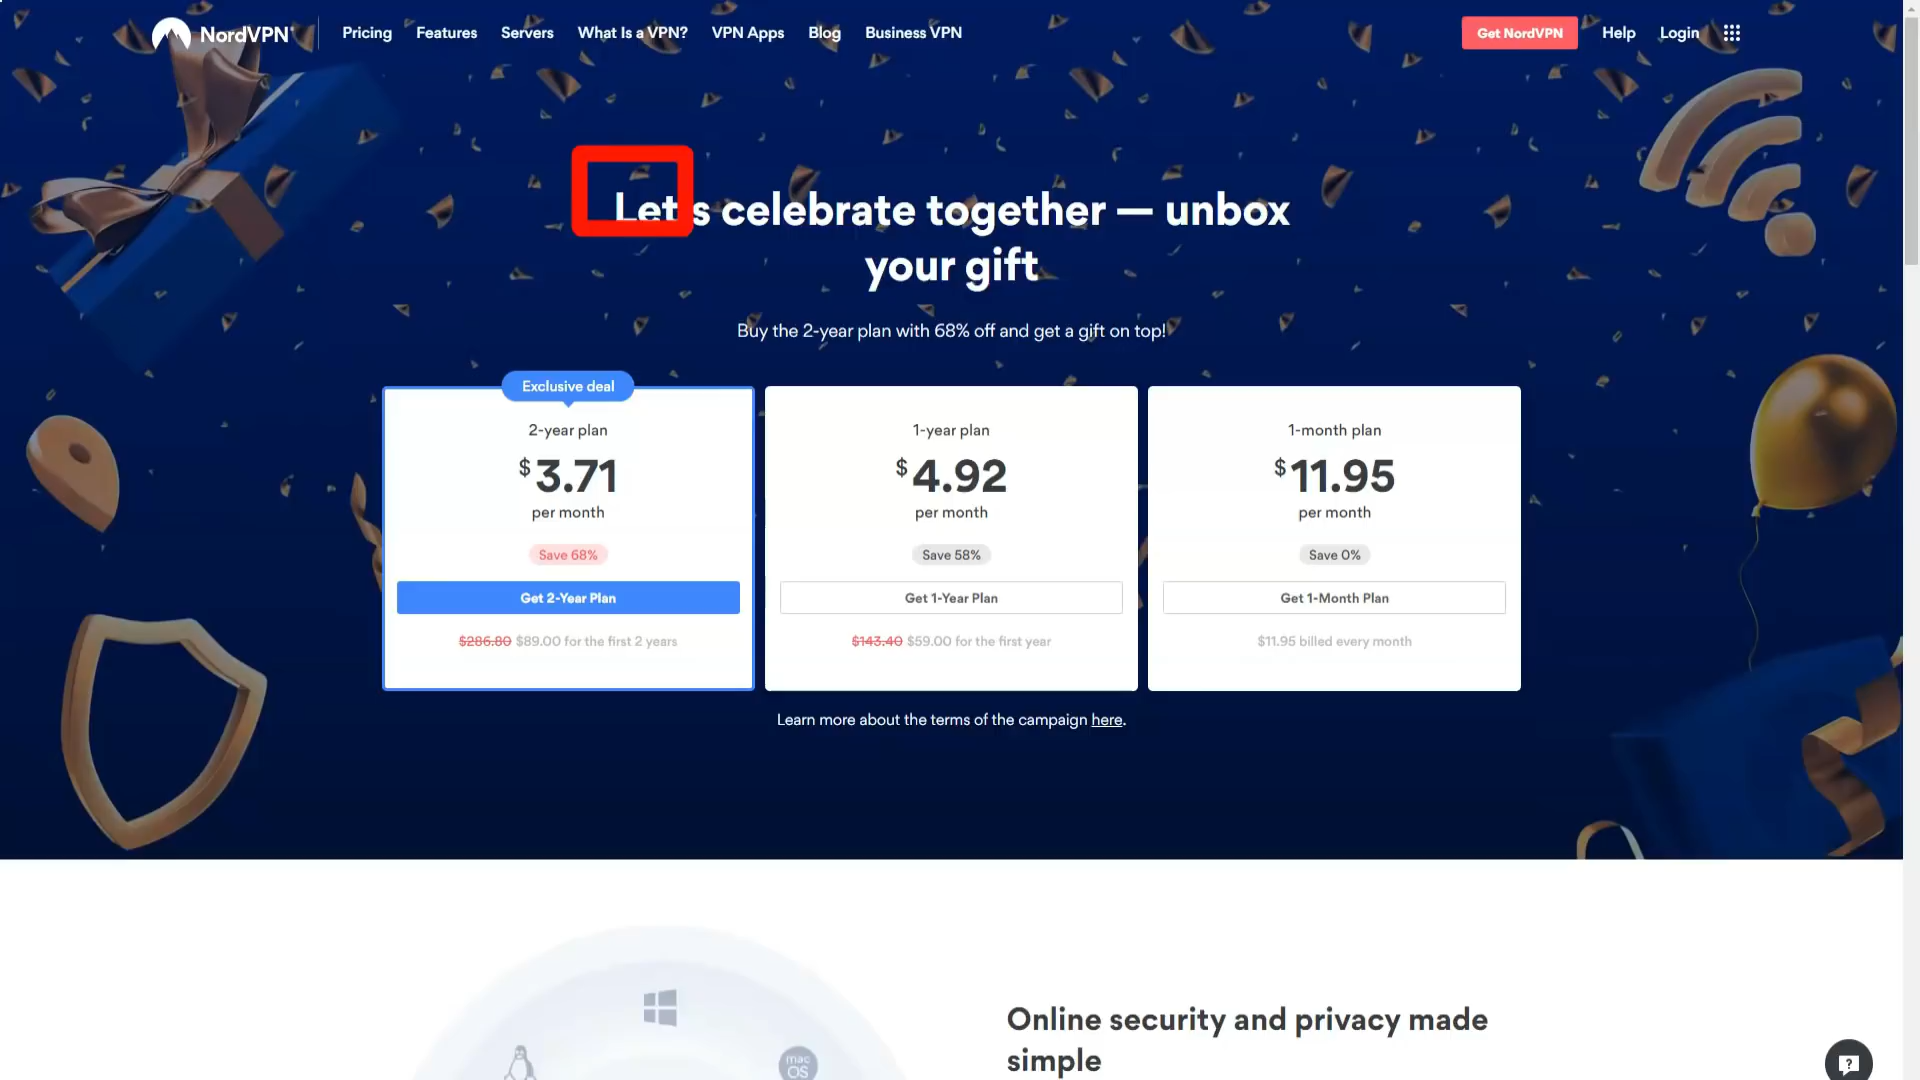 NordVPN
Pricing
Features
Servers
What Is a VPN?
VPN Apps
Blog
Business VPN
Get NordVPN
Help
Login
Let's celebrate together — unbox
your gift
Buy the 2-year plan with 68% off and get a gift on top!
Exclusive deal
2-year plan
$3.71
per month
Save 68%
Get 2-Year Plan
$286.80 $89.00 for the first 2 years
1-year plan
$4.92
per month
Save 58%
Get 1-Year Plan
$143.40 $59.00 for the first year
1-month plan
$11.95
per month
Save 0%
Get 1-Month Plan
$11.95 billed every month
Learn more about the terms of the campaign here.
mac
OS
Online security and privacy made
simple
?